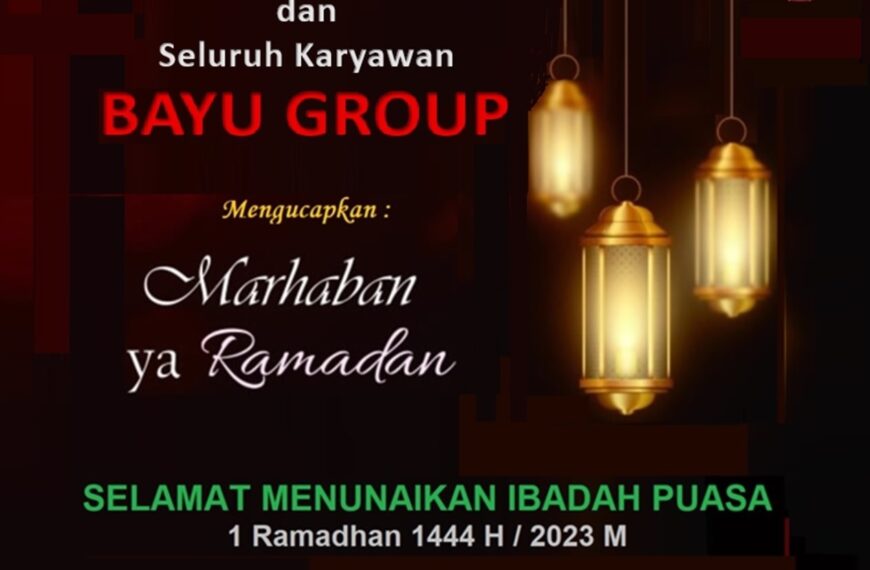 dan
Seluruh Karyawan
BAYU GROUP
Mengucapkan :
Marhaban
ya Ramadan
SELAMAT MENUNAIKAN IBADAH PUASA
1 Ramadhan 1444 H / 2023 M